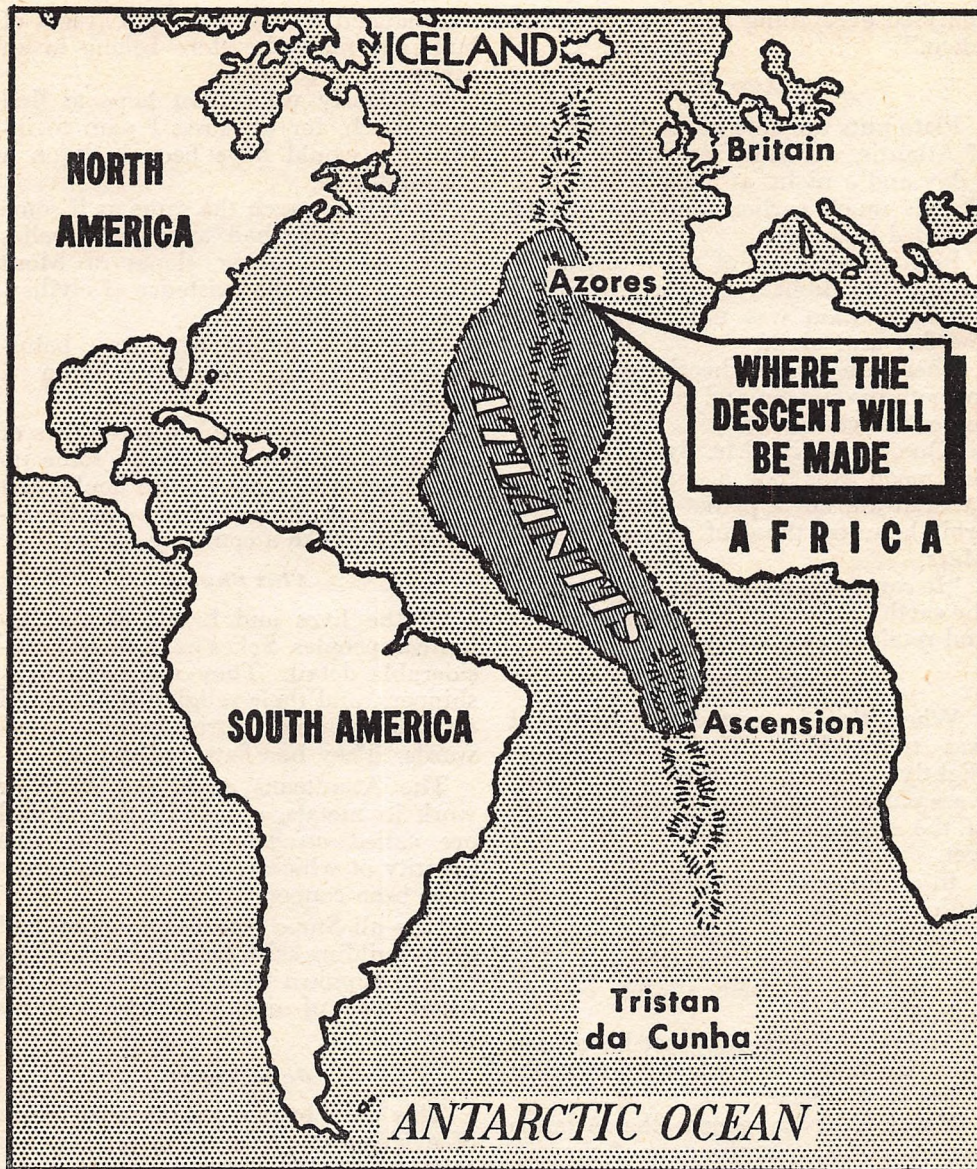 ICELAND
Britain
NORTH
AMERICA
Azores
WHERE THE
DESCENT WILL
BE MADE
ATLANTIS
AFRICA
SOUTH AMERICA
Ascension
Tristan
da Cunha
ANTARCTIC OCEAN